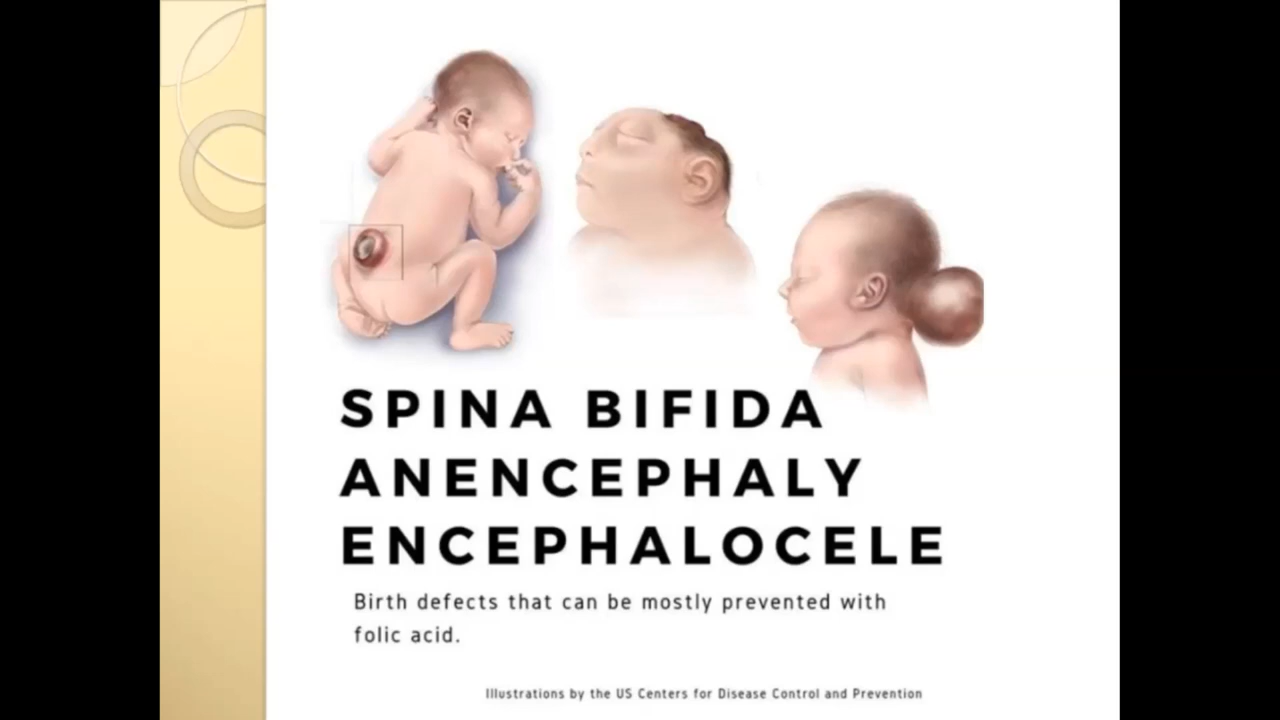 SPINA BIFIDA
ANENCEPHALY
ENCEPHALOCELE
Birth defects that can be mostly prevented with
folic acid.
Illustrations by the US Centers for Disease Control and Prevention